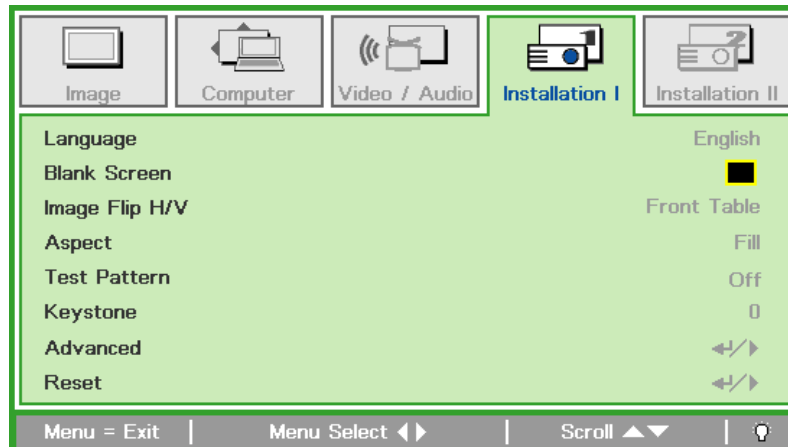 Image Computer Video / Audio Installation I Installation II
Language English
Blank Screen
Image Flip H/V Front Table
Aspect Fill
Test Pattern Off
Keystone 0
Advanced
Reset
Menu = Exit Menu Select Scroll